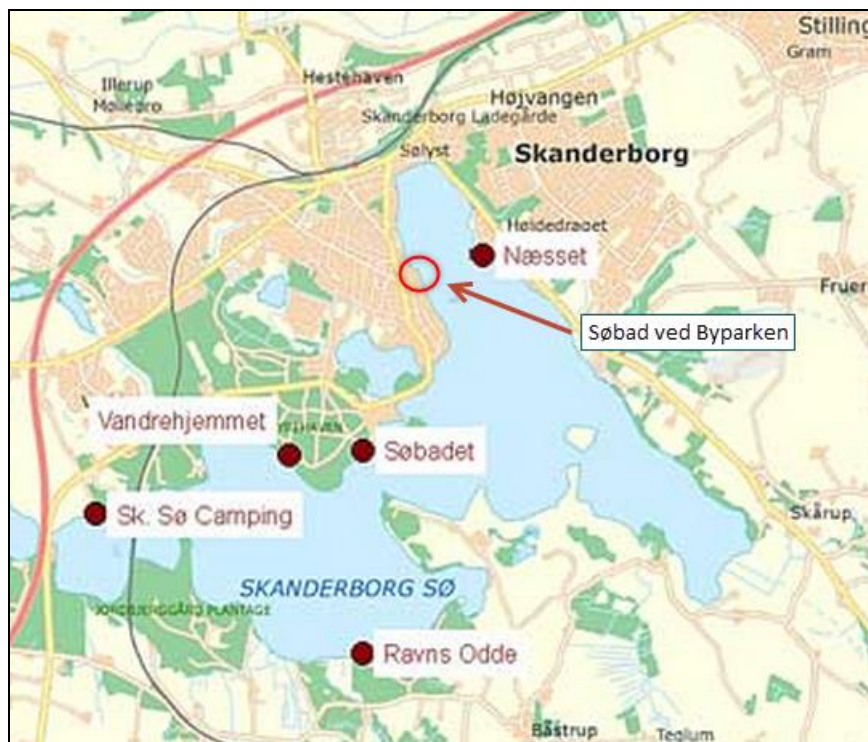 Stilling
Gram
Hestehaven
Illerup
Højvangen
Skanderborg Ladegårde
Sølyst
Skanderborg
Næsset
Fruer
Søbad ved Byparken
Vandrehjemmet
Søbadet
Sk. Sø Camping
Skårup
SKANDERBORG SØ
PLANTAGE
Ravns Odde
Båstrup
Teglum